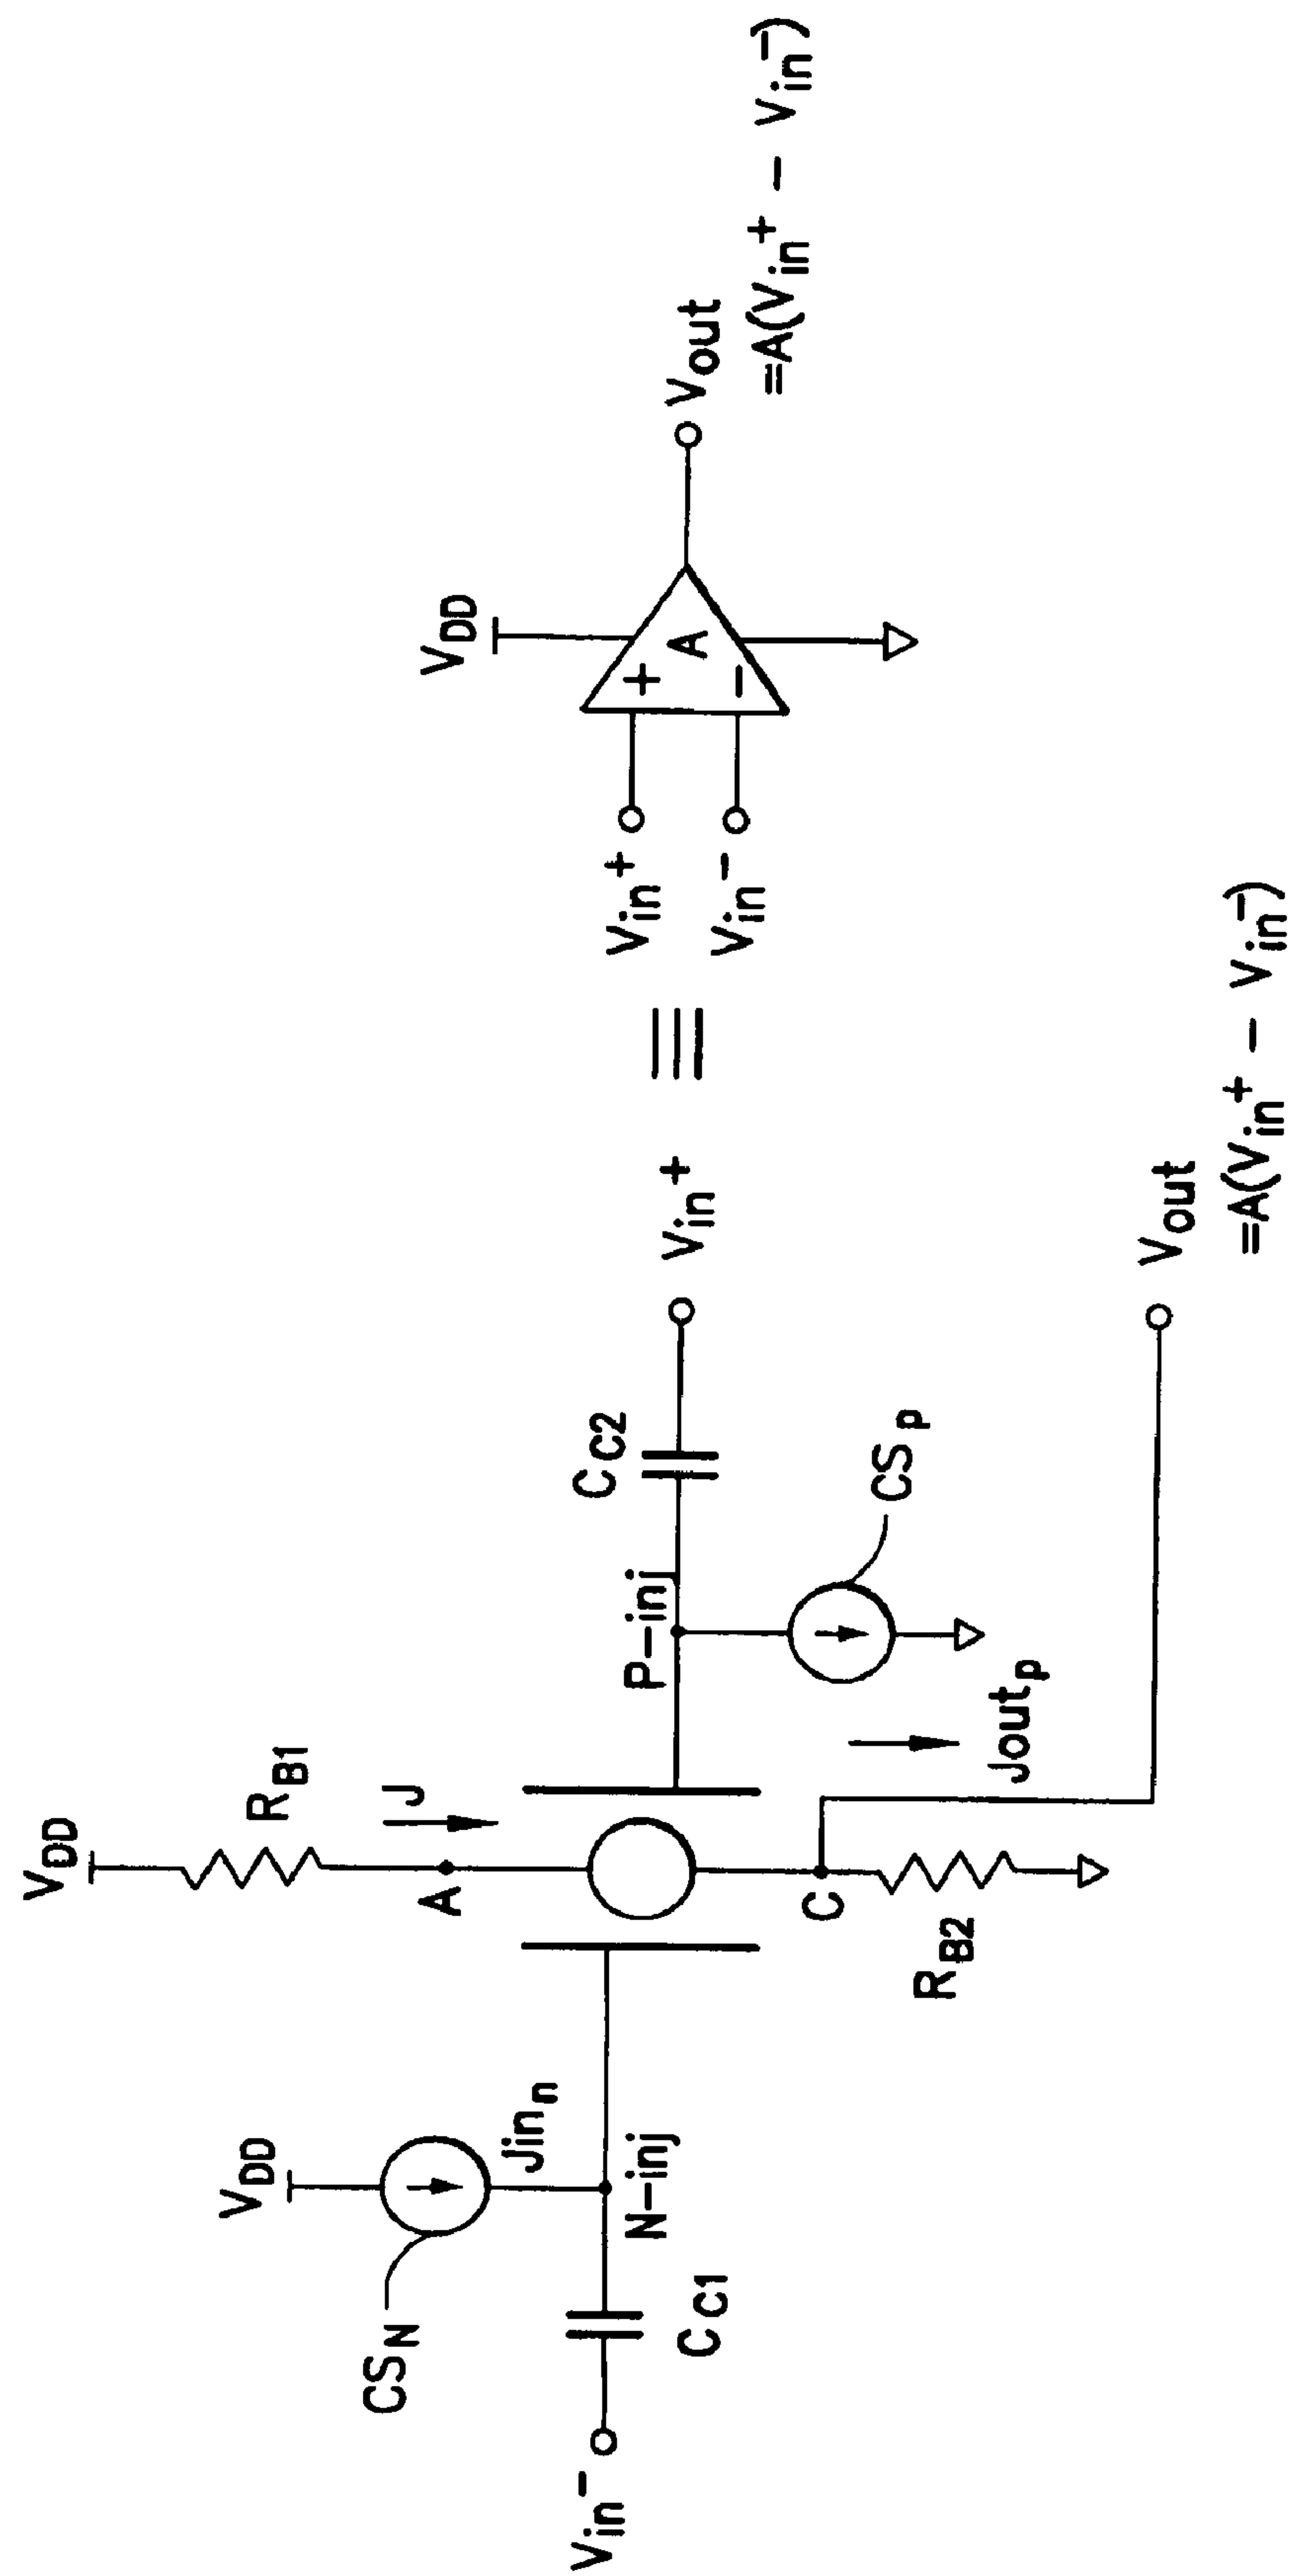 V_DD
R_B1
J
A
V_DD
CS_N
Jin_n
N-inj
C_C1
V_in^-
P-inj
C_C2
V_in^+
CS_p
C
R_B2
Jout_p
V_out
=A(V_in^+ - V_in^-)
≡
V_DD
V_in^+
V_in^-
+
-
A
V_out
=A(V_in^+ - V_in^-)